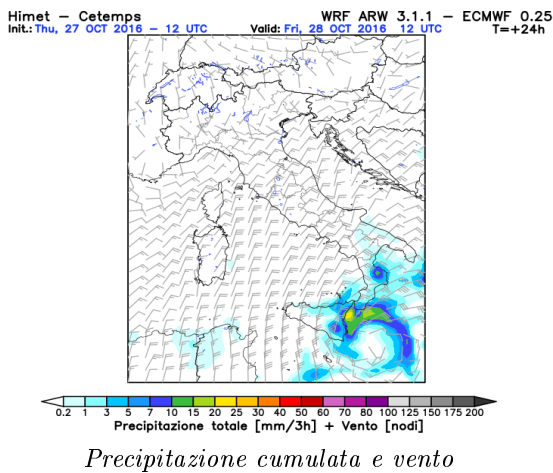 Himet – Cetemps WRF ARW 3.1.1 – ECMWF 0.25
Init.: Thu, 27 OCT 2016 – 12 UTC Valid: Fri, 28 OCT 2016 12 UTC T=+24h
0.2 1 3 5 7 10 15 20 25 30 40 50 60 70 80 100 125 150 175 200
Precipitazione totale [mm/3h] + Vento [nodi]
Precipitazione cumulata e vento